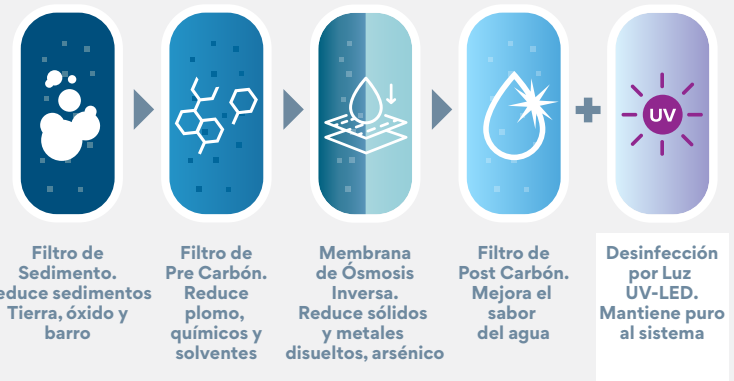 UV
Filtro de
Sedimento.
educe sedimentos
Tierra, óxido y
barro
Filtro de
Pre Carbón.
Reduce
plomo,
químicos y
solventes
Membrana
de Ósmosis
Inversa.
Reduce sólidos
y metales
disueltos, arsénico
Filtro de
Post Carbón.
Mejora el
sabor
del agua
Desinfección
por Luz
UV-LED.
Mantiene puro
al sistema